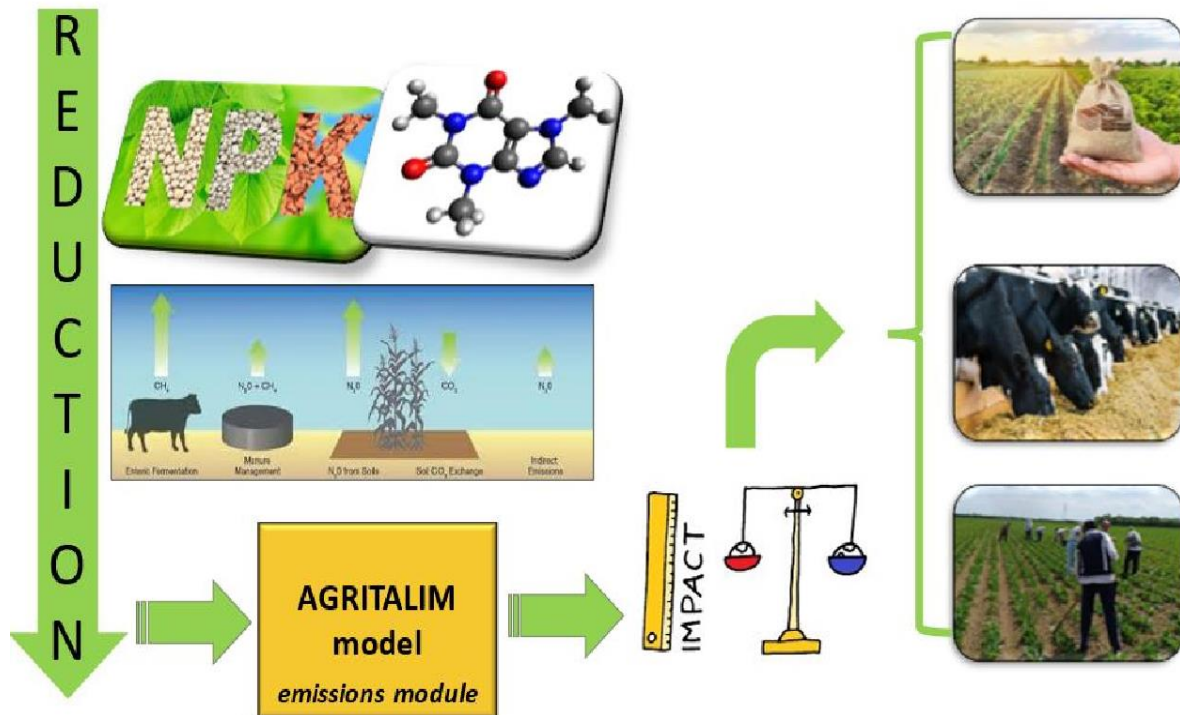 REDUCTION
NPK
CH₄
N₂O + CH₄
N₂O
CO₂
N₂O
Enteric Fermentation
Manure
Management
N₂O from Soils
Soil CO₂ Exchange
Indirect
Emissions
AGRITALIM
model
emissions module
IMPACT